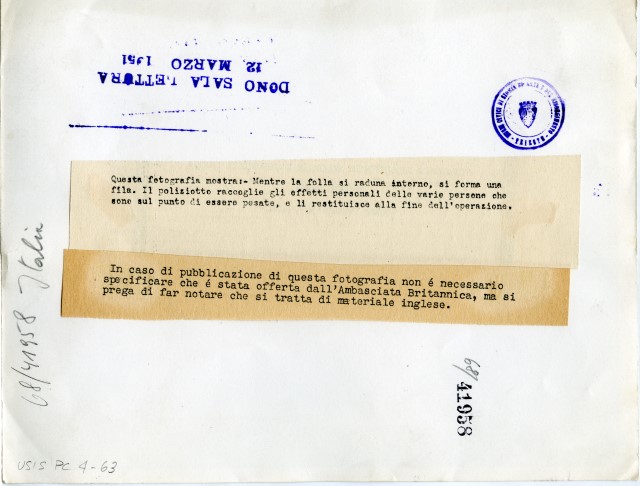 DONO SALA LETTURA
12 MARZO 1951
TRIESTE
Questa fotografia mostra:- Mentre la folla si raduna intorno, si forma una
fila. Il poliziotto raccoglie gli effetti personali delle varie persone che
sono sul punto di essere pesate, e li restituisce alla fine dell'operazione.
In caso di pubblicazione di questa fotografia non é necessario
specificare che é stata offerta dall'Ambasciata Britannica, ma si
prega di far notare che si tratta di materiale inglese.
68/41958 Italia
41958
/89
USIS PC 4-63